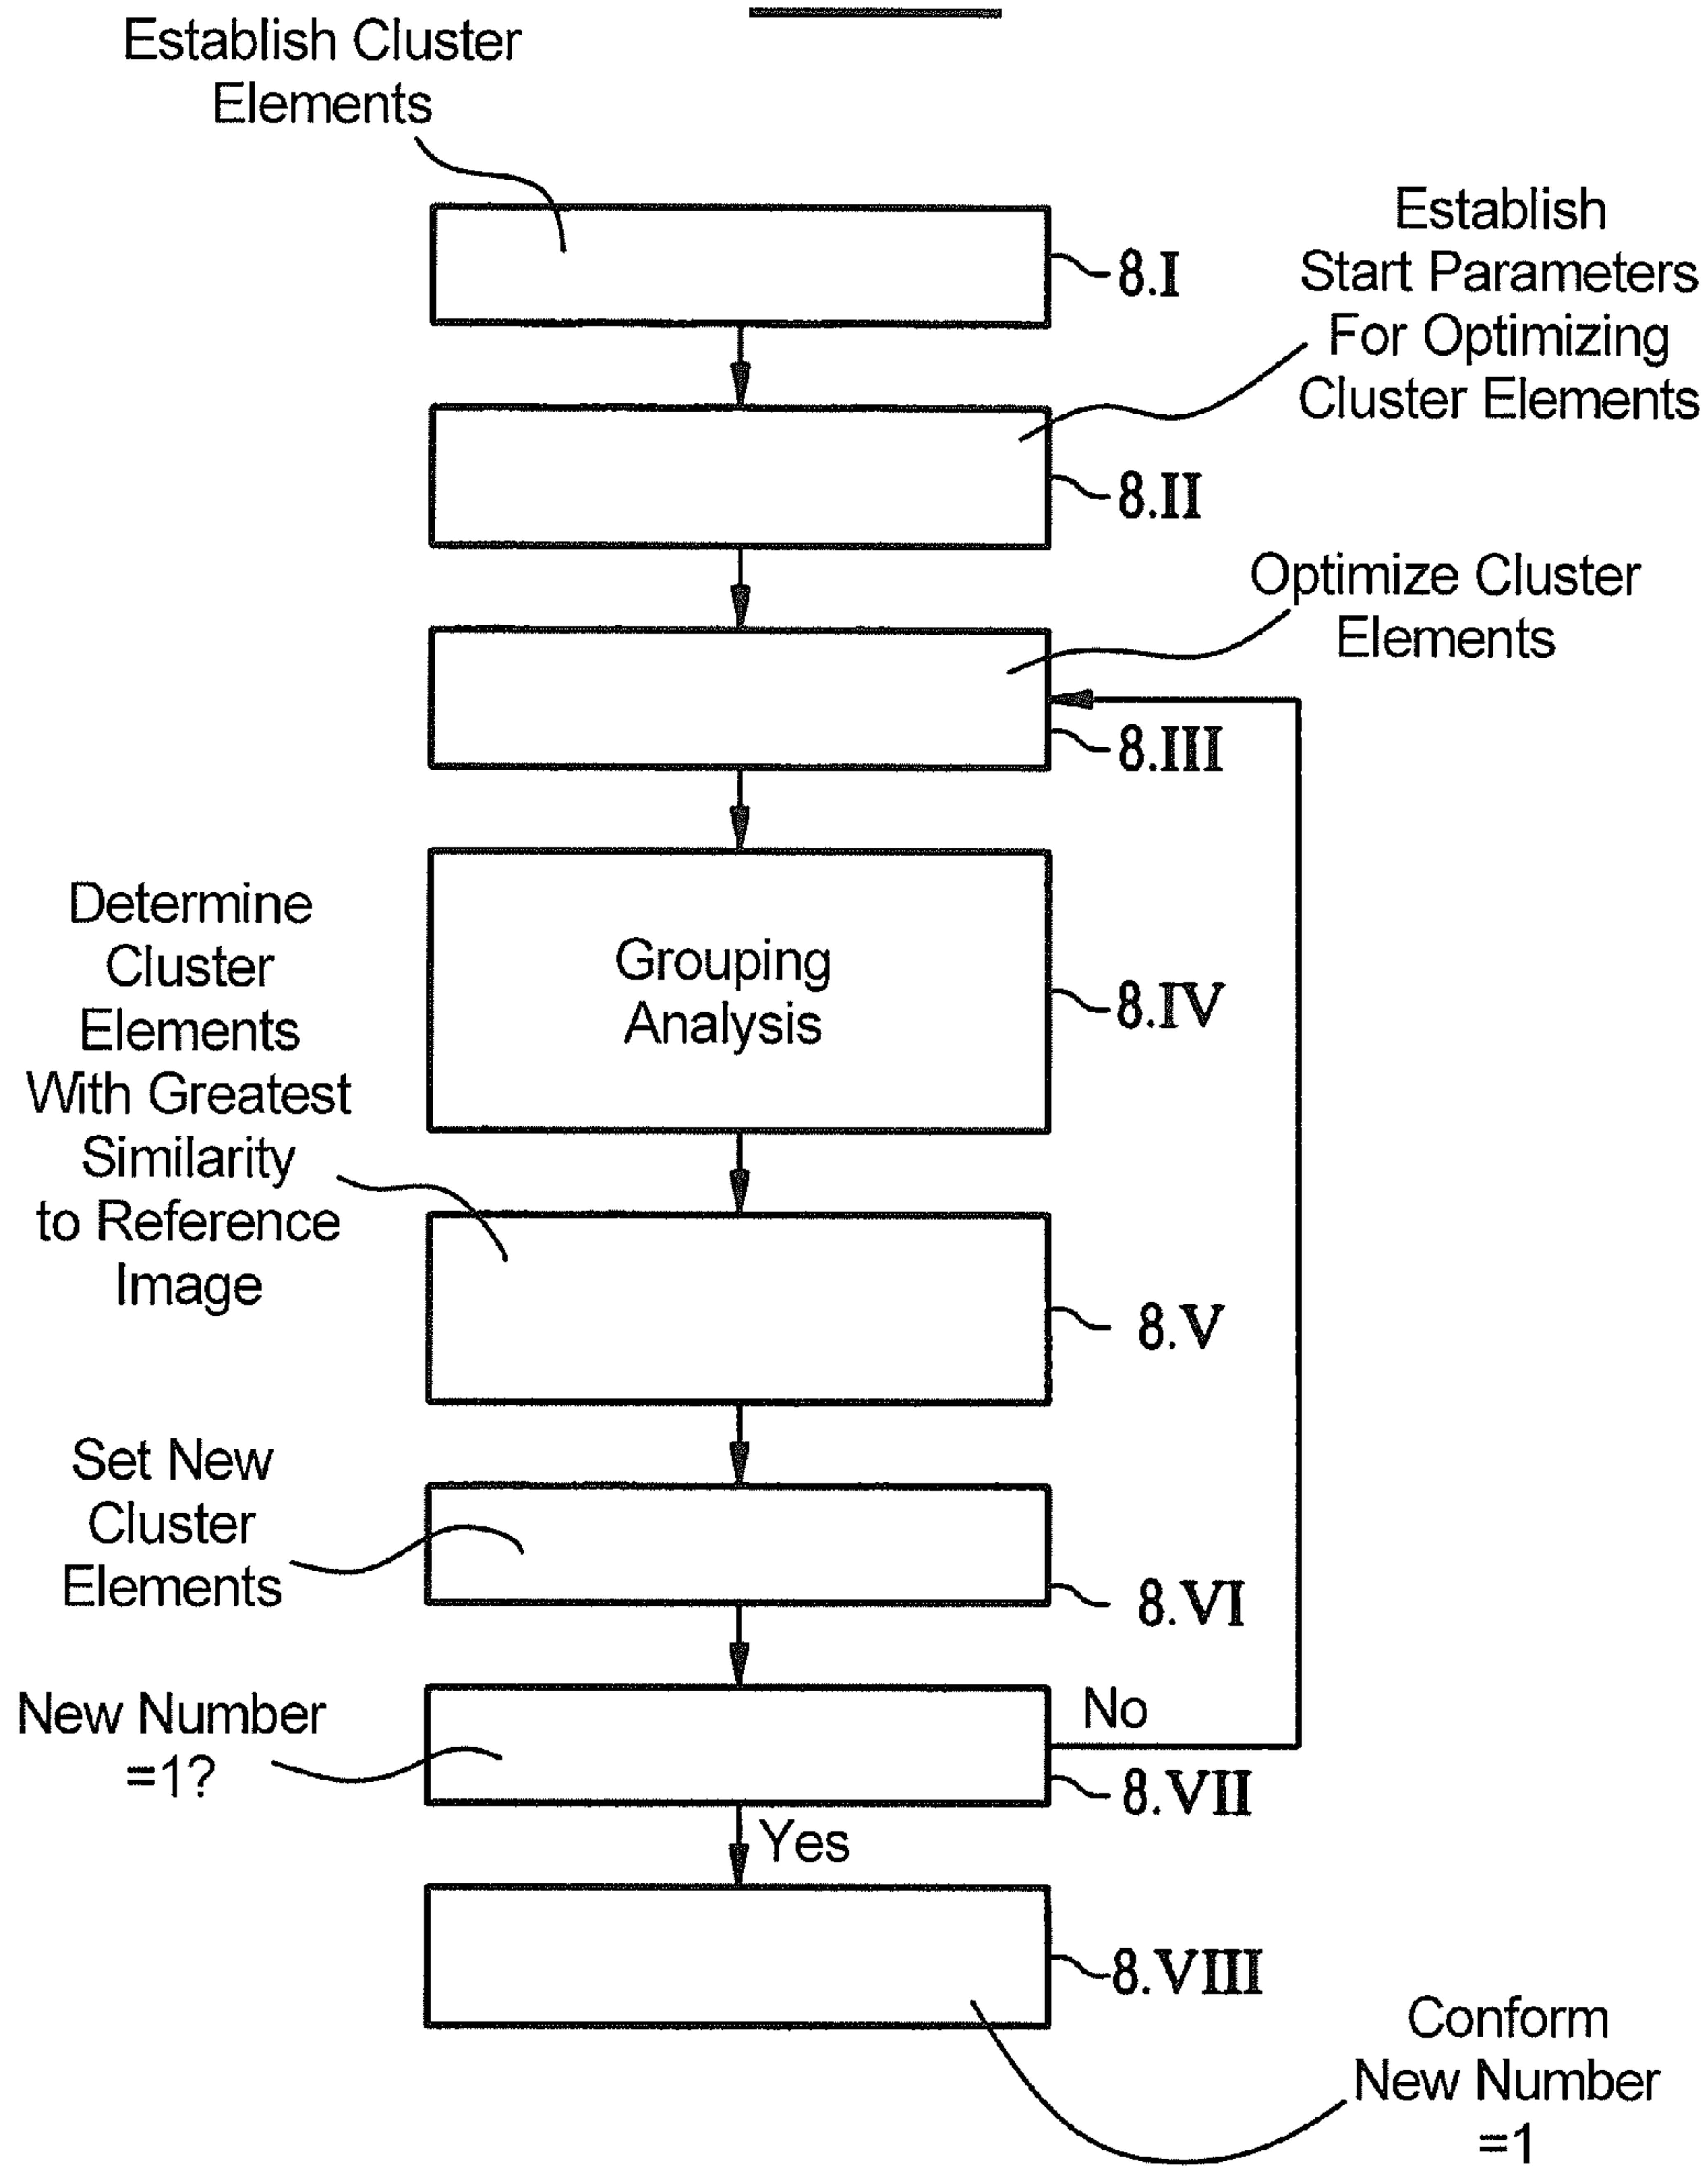 Establish Cluster
Elements
8.I
Establish
Start Parameters
For Optimizing
Cluster Elements
8.II
Optimize Cluster
Elements
8.III
Grouping
Analysis
8.IV
Determine
Cluster
Elements
With Greatest
Similarity
to Reference
Image
8.V
Set New
Cluster
Elements
8.VI
New Number
=1?
No
8.VII
Yes
8.VIII
Conform
New Number
=1